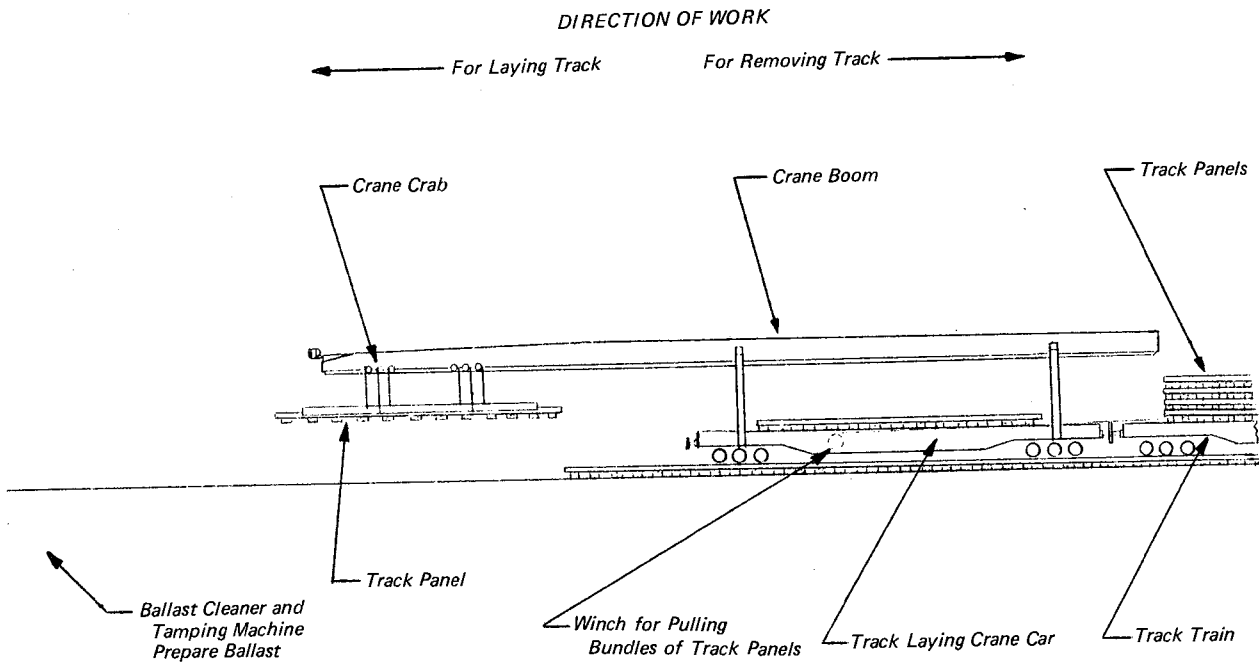 DIRECTION OF WORK
For Laying Track
For Removing Track
Crane Crab
Crane Boom
Track Panels
Track Panel
Ballast Cleaner and
Tamping Machine
Prepare Ballast
Winch for Pulling
Bundles of Track Panels
Track Laying Crane Car
Track Train